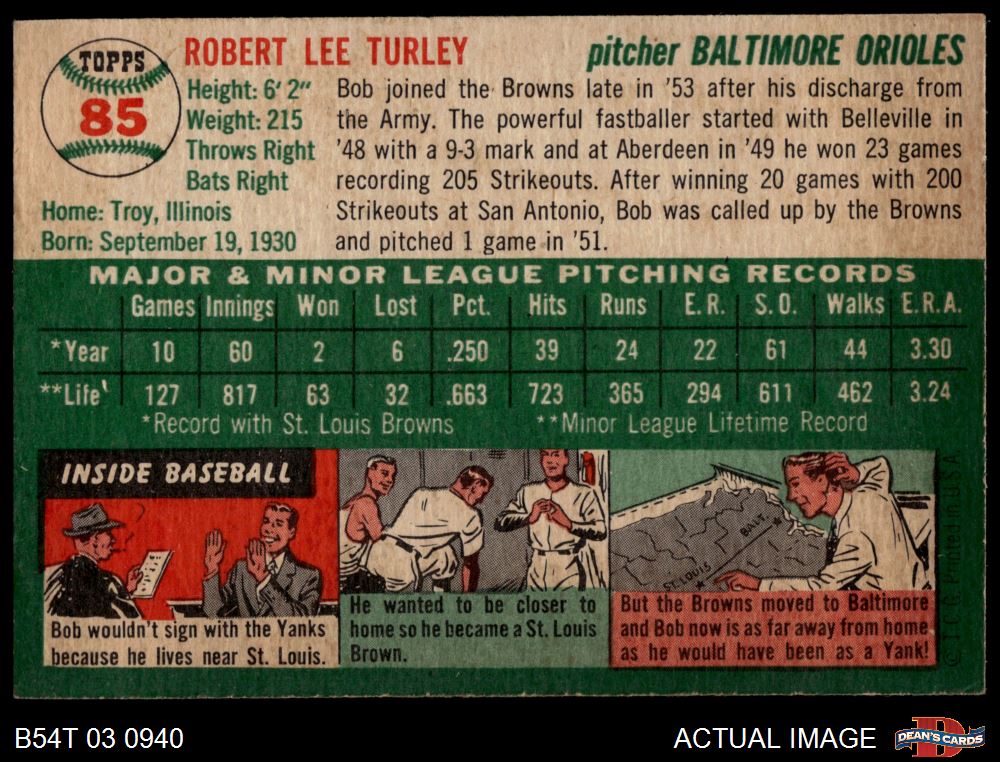 TOPPS
85
ROBERT LEE TURLEY
pitcher BALTIMORE ORIOLES
Height: 6' 2"
Weight: 215
Throws Right
Bats Right
Home: Troy, Illinois
Born: September 19, 1930
Bob joined the Browns late in '53 after his discharge from
the Army. The powerful fastballer started with Belleville in
'48 with a 9-3 mark and at Aberdeen in '49 he won 23 games
recording 205 Strikeouts. After winning 20 games with 200
Strikeouts at San Antonio, Bob was called up by the Browns
and pitched 1 game in '51.
MAJOR & MINOR LEAGUE PITCHING RECORDS
Games Innings Won Lost Pct. Hits Runs E.R. S.O. Walks E.R.A.
*Year 10 60 2 6 .250 39 24 22 61 44 3.30
**Life' 127 817 63 32 .663 723 365 294 611 462 3.24
*Record with St. Louis Browns **Minor League Lifetime Record
INSIDE BASEBALL
Bob wouldn't sign with the Yanks
because he lives near St. Louis.
He wanted to be closer to
home so he became a St. Louis
Brown.
BALT.
ST. LOUIS
But the Browns moved to Baltimore
and Bob now is as far away from home
as he would have been as a Yank!
© T.C.G. Printed in U.S.A.
B54T 03 0940
ACTUAL IMAGE
DEAN'S CARDS